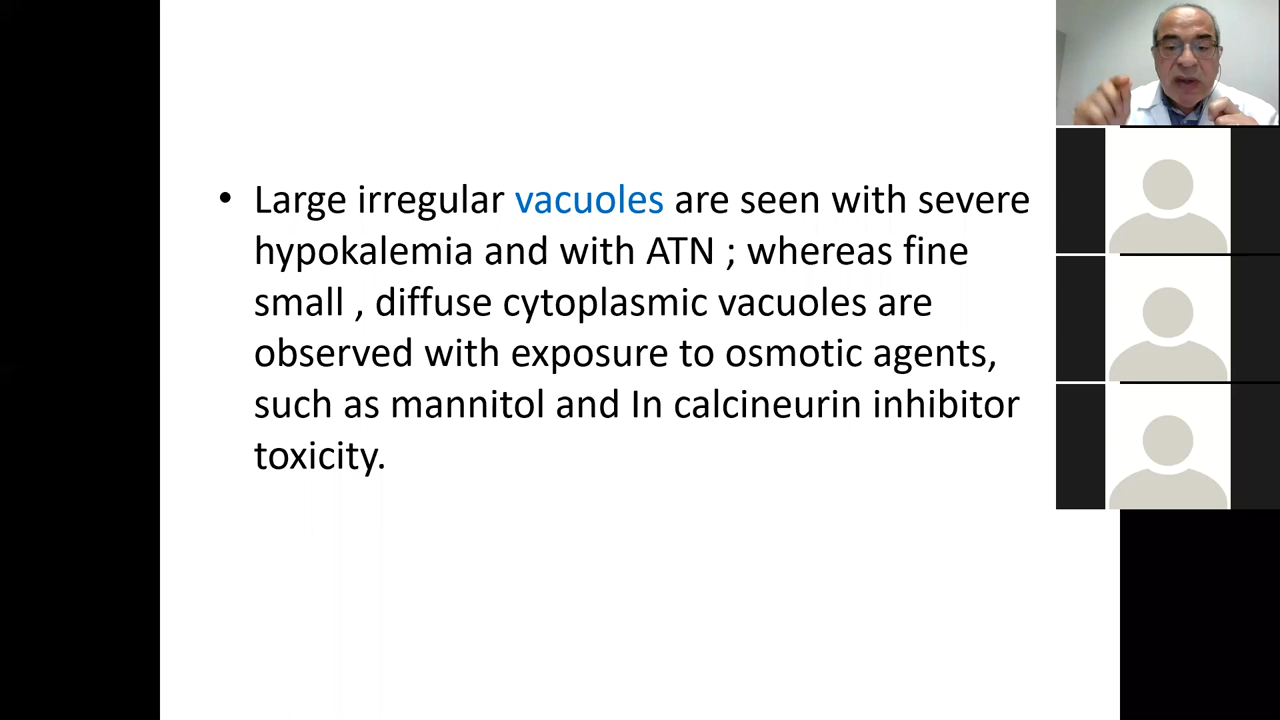 • Large irregular vacuoles are seen with severe
hypokalemia and with ATN ; whereas fine
small , diffuse cytoplasmic vacuoles are
observed with exposure to osmotic agents,
such as mannitol and In calcineurin inhibitor
toxicity.